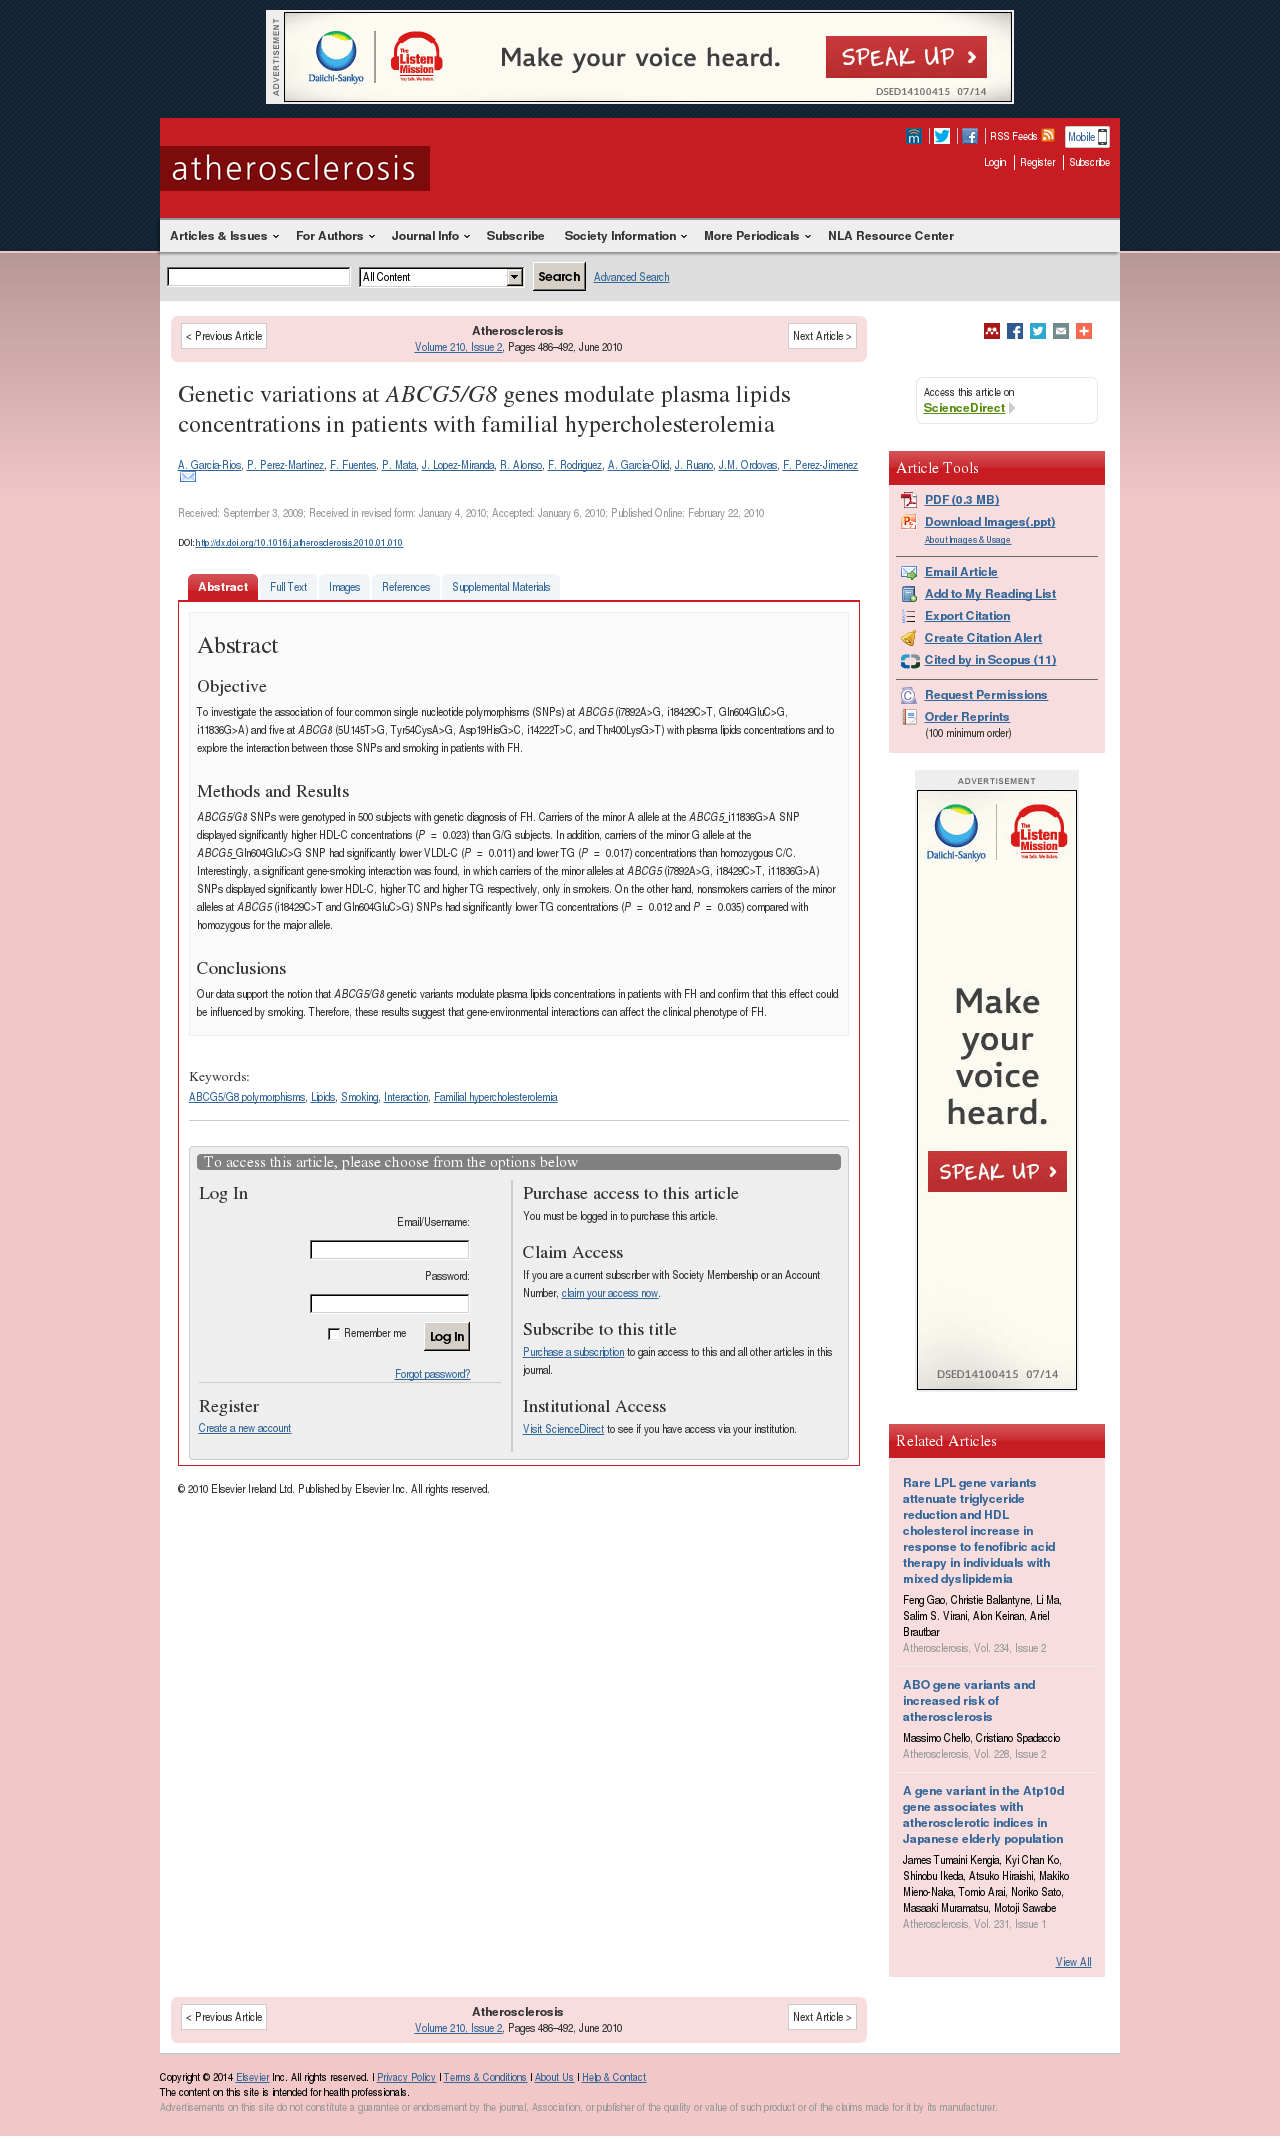 ADVERTISEMENT
Daiichi-Sankyo
The Listen Mission
You talk. We listen.
Make your voice heard.
SPEAK UP >
DSED14100415 07/14
RSS Feeds
Mobile
Login Register Subscribe
atherosclerosis
Articles & Issues For Authors Journal Info Subscribe Society Information More Periodicals NLA Resource Center
All Content Search Advanced Search
< Previous Article
Atherosclerosis
Volume 210, Issue 2, Pages 486–492, June 2010
Next Article >
Genetic variations at ABCG5/G8 genes modulate plasma lipids
concentrations in patients with familial hypercholesterolemia
A. Garcia-Rios, P. Perez-Martinez, F. Fuentes, P. Mata, J. Lopez-Miranda, R. Alonso, F. Rodriguez, A. Garcia-Olid, J. Ruano, J.M. Ordovas, F. Perez-Jimenez
Received: September 3, 2009; Received in revised form: January 4, 2010; Accepted: January 6, 2010; Published Online: February 22, 2010
DOI: http://dx.doi.org/10.1016/j.atherosclerosis.2010.01.010
Abstract Full Text Images References Supplemental Materials
Abstract
Objective
To investigate the association of four common single nucleotide polymorphisms (SNPs) at ABCG5 (i7892A>G, i18429C>T, Gln604GluC>G,
i11836G>A) and five at ABCG8 (5U145T>G, Tyr54CysA>G, Asp19HisG>C, i14222T>C, and Thr400LysG>T) with plasma lipids concentrations and to
explore the interaction between those SNPs and smoking in patients with FH.
Methods and Results
ABCG5/G8 SNPs were genotyped in 500 subjects with genetic diagnosis of FH. Carriers of the minor A allele at the ABCG5_i11836G>A SNP
displayed significantly higher HDL-C concentrations (P = 0.023) than G/G subjects. In addition, carriers of the minor G allele at the
ABCG5_Gln604GluC>G SNP had significantly lower VLDL-C (P = 0.011) and lower TG (P = 0.017) concentrations than homozygous C/C.
Interestingly, a significant gene-smoking interaction was found, in which carriers of the minor alleles at ABCG5 (i7892A>G, i18429C>T, i11836G>A)
SNPs displayed significantly lower HDL-C, higher TC and higher TG respectively, only in smokers. On the other hand, nonsmokers carriers of the minor
alleles at ABCG5 (i18429C>T and Gln604GluC>G) SNPs had significantly lower TG concentrations (P = 0.012 and P = 0.035) compared with
homozygous for the major allele.
Conclusions
Our data support the notion that ABCG5/G8 genetic variants modulate plasma lipids concentrations in patients with FH and confirm that this effect could
be influenced by smoking. Therefore, these results suggest that gene-environmental interactions can affect the clinical phenotype of FH.
Keywords:
ABCG5/G8 polymorphisms, Lipids, Smoking, Interaction, Familial hypercholesterolemia
To access this article, please choose from the options below
Log In
Email/Username:
Password:
Remember me Log In
Forgot password?
Register
Create a new account
Purchase access to this article
You must be logged in to purchase this article.
Claim Access
If you are a current subscriber with Society Membership or an Account
Number, claim your access now.
Subscribe to this title
Purchase a subscription to gain access to this and all other articles in this
journal.
Institutional Access
Visit ScienceDirect to see if you have access via your institution.
© 2010 Elsevier Ireland Ltd. Published by Elsevier Inc. All rights reserved.
Access this article on
ScienceDirect
Article Tools
PDF (0.3 MB)
Download Images(.ppt)
About Images & Usage
Email Article
Add to My Reading List
Export Citation
Create Citation Alert
Cited by in Scopus (11)
Request Permissions
Order Reprints
(100 minimum order)
ADVERTISEMENT
Daiichi-Sankyo
The Listen Mission
You talk. We listen.
Make
your
voice
heard.
SPEAK UP >
DSED14100415 07/14
Related Articles
Rare LPL gene variants
attenuate triglyceride
reduction and HDL
cholesterol increase in
response to fenofibric acid
therapy in individuals with
mixed dyslipidemia
Feng Gao, Christie Ballantyne, Li Ma,
Salim S. Virani, Alon Keinan, Ariel
Brautbar
Atherosclerosis, Vol. 234, Issue 2
ABO gene variants and
increased risk of
atherosclerosis
Massimo Chello, Cristiano Spadaccio
Atherosclerosis, Vol. 228, Issue 2
A gene variant in the Atp10d
gene associates with
atherosclerotic indices in
Japanese elderly population
James Tumaini Kengia, Kyi Chan Ko,
Shinobu Ikeda, Atsuko Hiraishi, Makiko
Mieno-Naka, Tomio Arai, Noriko Sato,
Masaaki Muramatsu, Motoji Sawabe
Atherosclerosis, Vol. 231, Issue 1
View All
< Previous Article
Atherosclerosis
Volume 210, Issue 2, Pages 486–492, June 2010
Next Article >
Copyright © 2014 Elsevier Inc. All rights reserved. | Privacy Policy | Terms & Conditions | About Us | Help & Contact
The content on this site is intended for health professionals.
Advertisements on this site do not constitute a guarantee or endorsement by the journal, Association, or publisher of the quality or value of such product or of the claims made for it by its manufacturer.